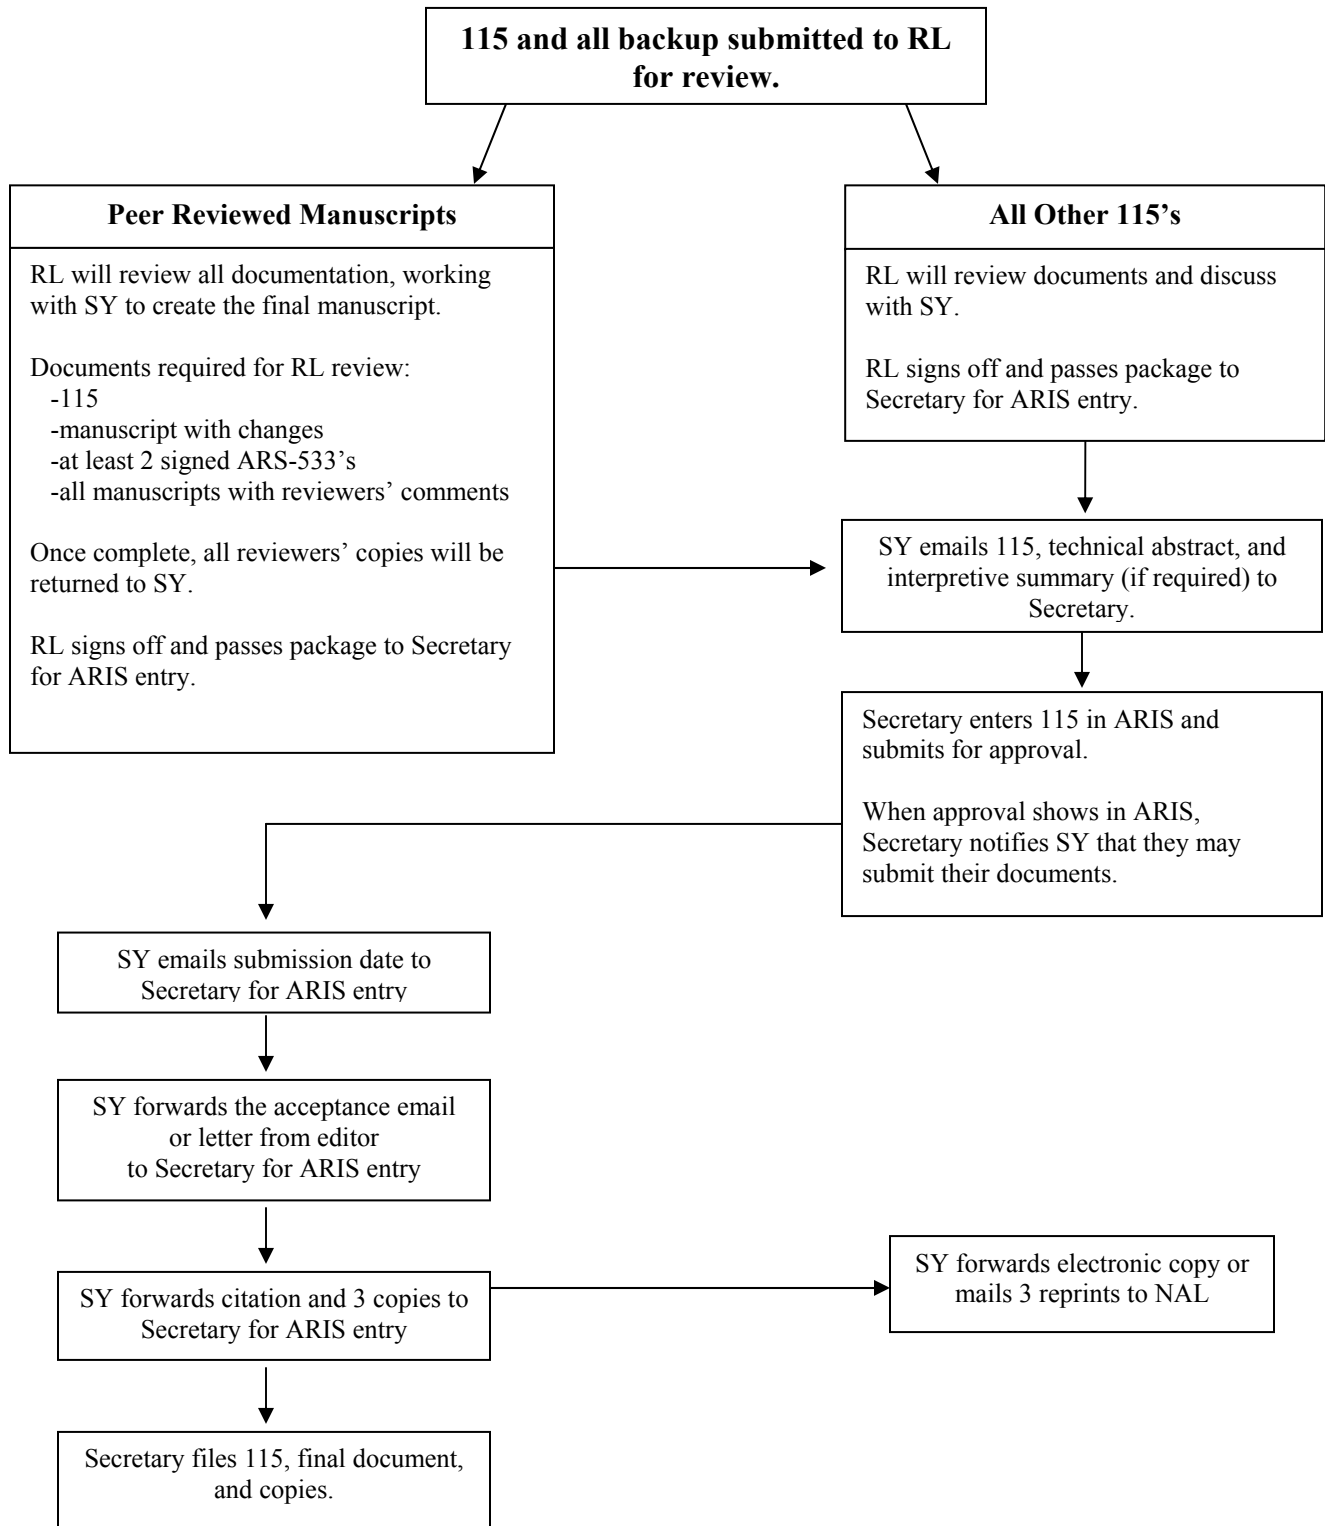 115 and all backup submitted to RL
for review.
Peer Reviewed Manuscripts
RL will review all documentation, working
with SY to create the final manuscript.
Documents required for RL review:
-115
-manuscript with changes
-at least 2 signed ARS-533’s
-all manuscripts with reviewers’ comments
Once complete, all reviewers’ copies will be
returned to SY.
RL signs off and passes package to Secretary
for ARIS entry.
All Other 115’s
RL will review documents and discuss
with SY.
RL signs off and passes package to
Secretary for ARIS entry.
SY emails 115, technical abstract, and
interpretive summary (if required) to
Secretary.
Secretary enters 115 in ARIS and
submits for approval.
When approval shows in ARIS,
Secretary notifies SY that they may
submit their documents.
SY emails submission date to
Secretary for ARIS entry
SY forwards the acceptance email
or letter from editor
to Secretary for ARIS entry
SY forwards citation and 3 copies to
Secretary for ARIS entry
SY forwards electronic copy or
mails 3 reprints to NAL
Secretary files 115, final document,
and copies.